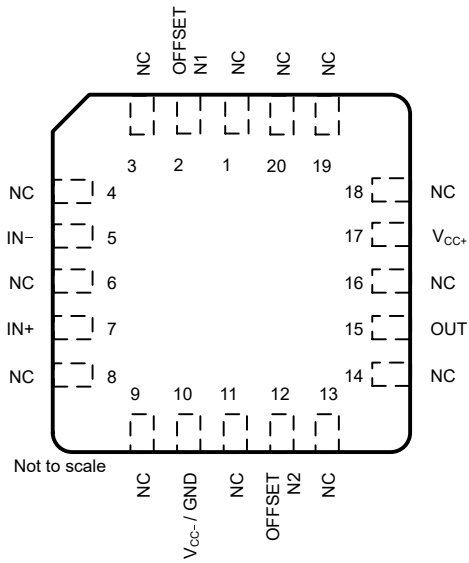 NC
OFFSET
N1
NC
NC
NC
3 2 1 20 19
NC 4 18 NC
IN− 5 17 VCC+
NC 6 16 NC
IN+ 7 15 OUT
NC 8 14 NC
9 10 11 12 13
Not to scale
NC
VCC- / GND
NC
OFFSET
N2
NC